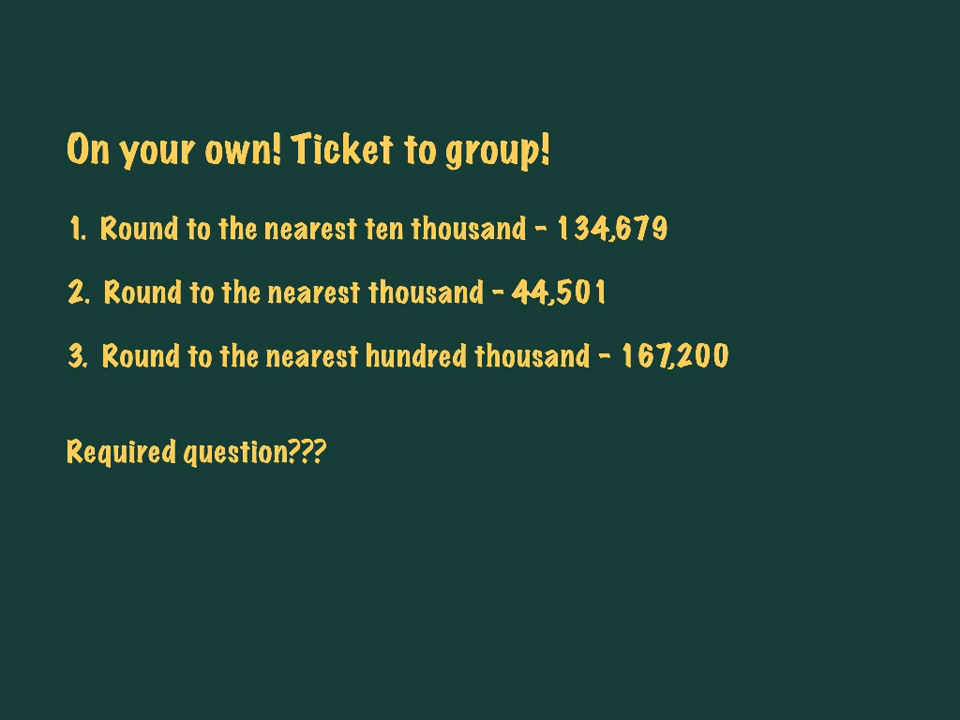 On your own! Ticket to group!
1. Round to the nearest ten thousand - 134,679
2. Round to the nearest thousand - 44,501
3. Round to the nearest hundred thousand - 167,200
Required question???